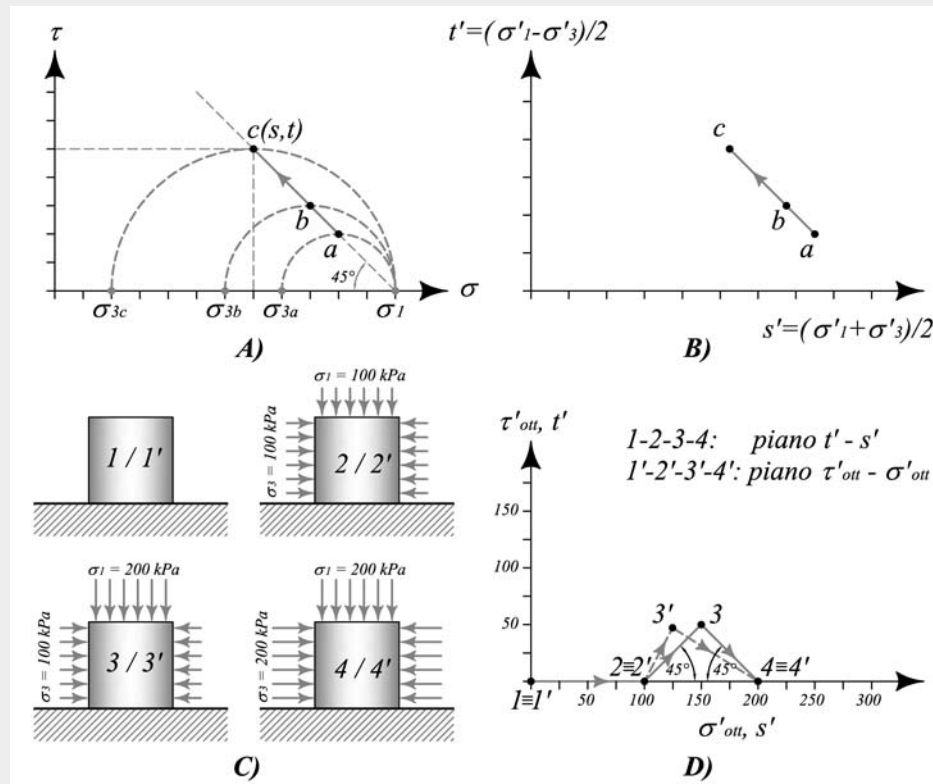 τ
c(s,t)
b
a
45°
σ3c
σ3b
σ3a
σ1
σ
A)
t'=(σ'1-σ'3)/2
c
b
a
s'=(σ'1+σ'3)/2
B)
1 / 1'
σ1 = 100 kPa
σ3 = 100 kPa
2 / 2'
σ1 = 200 kPa
σ3 = 100 kPa
3 / 3'
σ1 = 200 kPa
σ3 = 200 kPa
4 / 4'
C)
τ'ott, t'
1-2-3-4: piano t' - s'
1'-2'-3'-4': piano τ'ott - σ'ott
150
100
50
3'
3
2≡2'
45°
45°
4≡4'
1≡1'
50
100
150
200
250
300
σ'ott, s'
D)